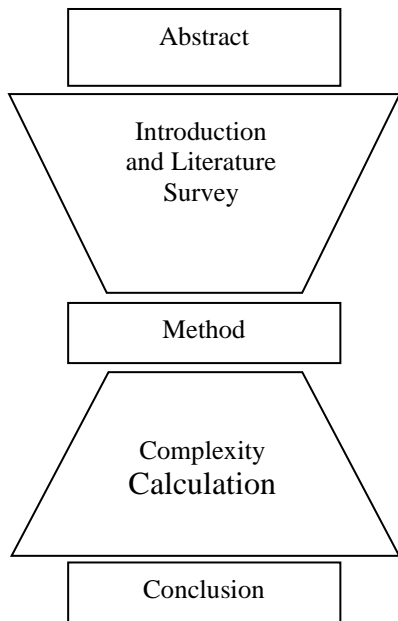 Abstract
Introduction
and Literature
Survey
Method
Complexity
Calculation
Conclusion